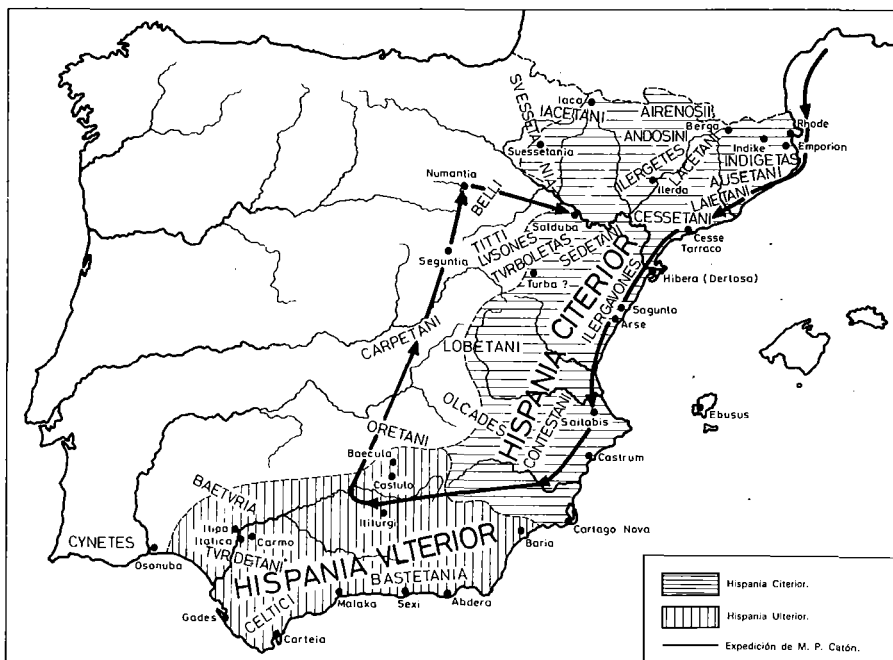 SVESSETANIA
Iaca
IACETANI
AIRENOSII
Berga
Rhode
ANDOSINI
Suessetania
Indike
Emporion
ILERGETES
LACETANI
INDIGETAS
Numantia
BELLI
Ilerda
AUSETANI
LAIETANI
Salduba
CESSETANI
TITTI
LVSONES
TVRBOLETAS
SEDETANI
Cesse
Tarraco
Seguntia
Turba ?
Hibera (Dertosa)
HISPANIA CITERIOR
ILERGAVONES
Sagunto
Arse
CARPETANI
LOBETANI
OLCADES
CONTESTANI
Saitabis
Ebusus
ORETANI
Baecula
Castrum
Castulo
BAETVRIA
Iliturgi
Cartago Nova
Ilipa
Italica
Carmo
CYNETES
Osonuba
TVRDETANI
HISPANIA VLTERIOR
Baria
BASTETANIA
CELTICI
Gades
Malaka
Sexi
Abdera
Carteia
Hispania Citerior.
Hispania Ulterior.
Expedición de M. P. Catón.